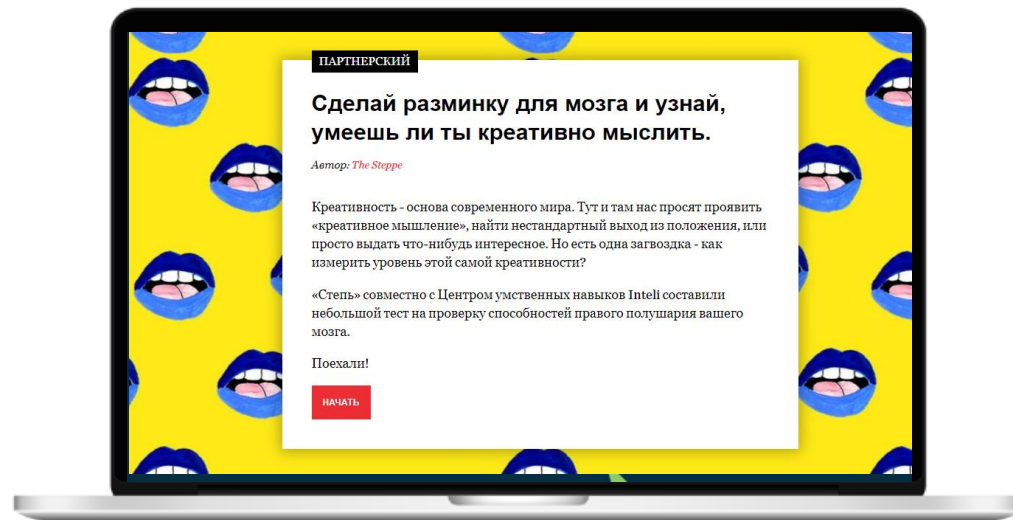 ПАРТНЕРСКИЙ
Сделай разминку для мозга и узнай,
умеешь ли ты креативно мыслить.
Автор: The Steppe
Креативность - основа современного мира. Тут и там нас просят проявить
«креативное мышление», найти нестандартный выход из положения, или
просто выдать что-нибудь интересное. Но есть одна загвоздка - как
измерить уровень этой самой креативности?
«Степь» совместно с Центром умственных навыков Inteli составили
небольшой тест на проверку способностей правого полушария вашего
мозга.
Поехали!
НАЧАТЬ